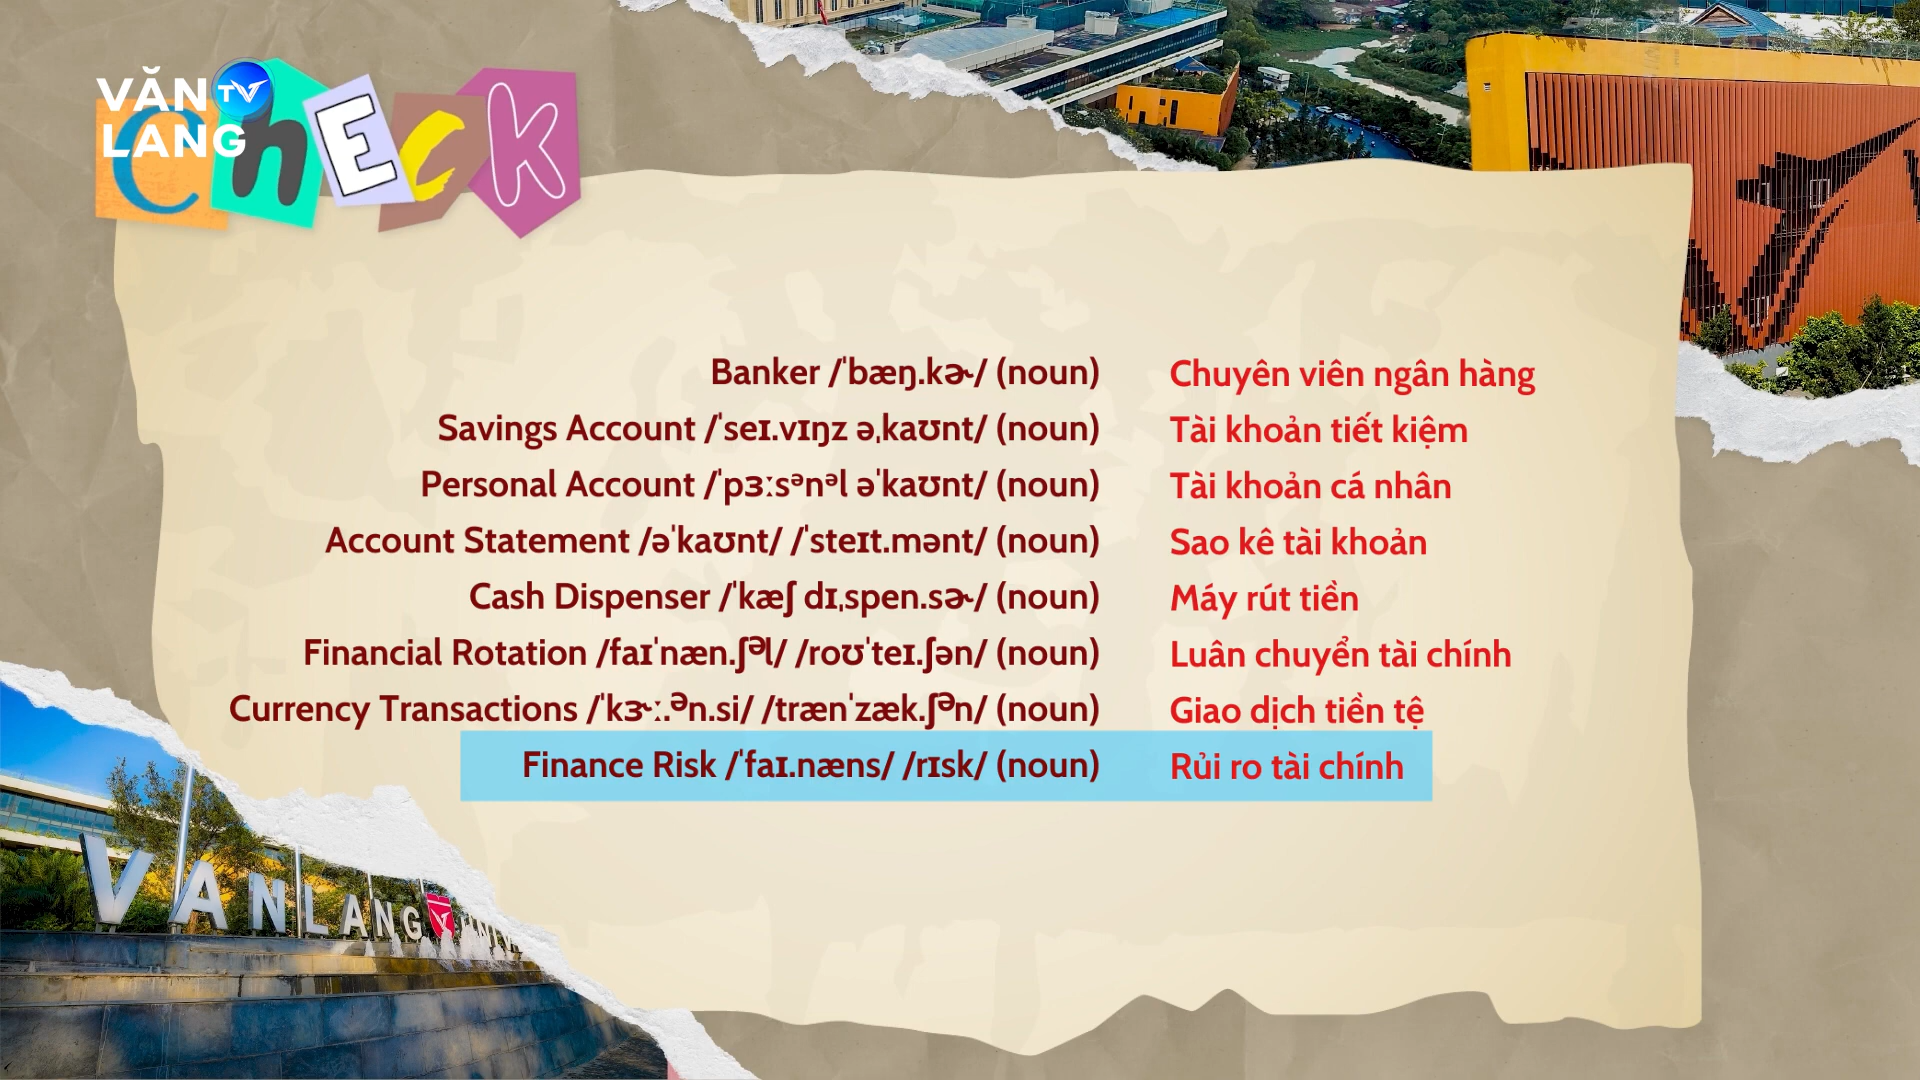 VĂN TV
LANG
CHECK
Banker /ˈbæŋ.kɚ/ (noun) Chuyên viên ngân hàng
Savings Account /ˈseɪ.vɪŋz əˌkaʊnt/ (noun) Tài khoản tiết kiệm
Personal Account /ˈpɜːsᵊnᵊl əˈkaʊnt/ (noun) Tài khoản cá nhân
Account Statement /əˈkaʊnt/ /ˈsteɪt.mənt/ (noun) Sao kê tài khoản
Cash Dispenser /ˈkæʃ dɪˌspen.sɚ/ (noun) Máy rút tiền
Financial Rotation /faɪˈnæn.ʃᵊl/ /roʊˈteɪ.ʃən/ (noun) Luân chuyển tài chính
Currency Transactions /ˈkɝː.ᵊn.si/ /trænˈzæk.ʃᵊn/ (noun) Giao dịch tiền tệ
Finance Risk /ˈfaɪ.næns/ /rɪsk/ (noun) Rủi ro tài chính
VANLANG